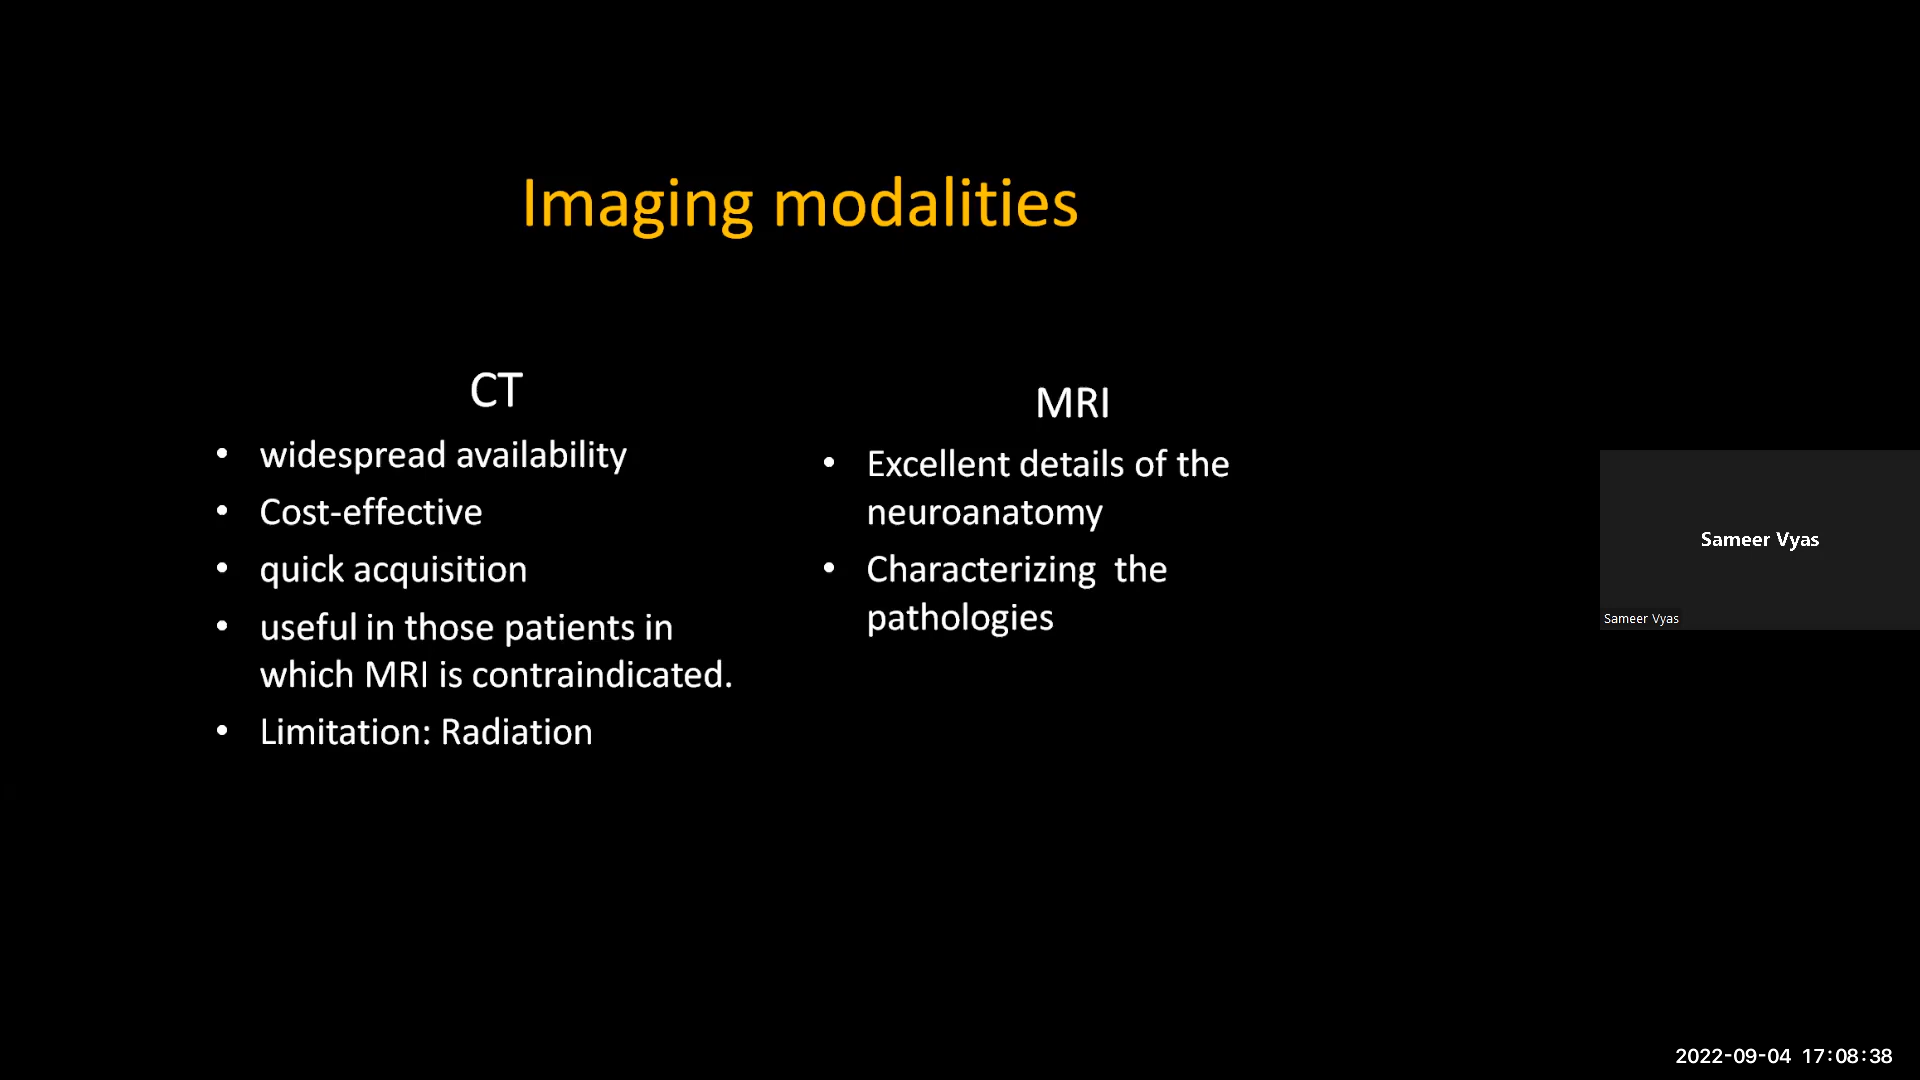 Imaging modalities
CT
• widespread availability
• Cost-effective
• quick acquisition
• useful in those patients in
which MRI is contraindicated.
• Limitation: Radiation
MRI
• Excellent details of the
neuroanatomy
• Characterizing  the
pathologies
Sameer Vyas
Sameer Vyas
2022-09-04 17:08:38